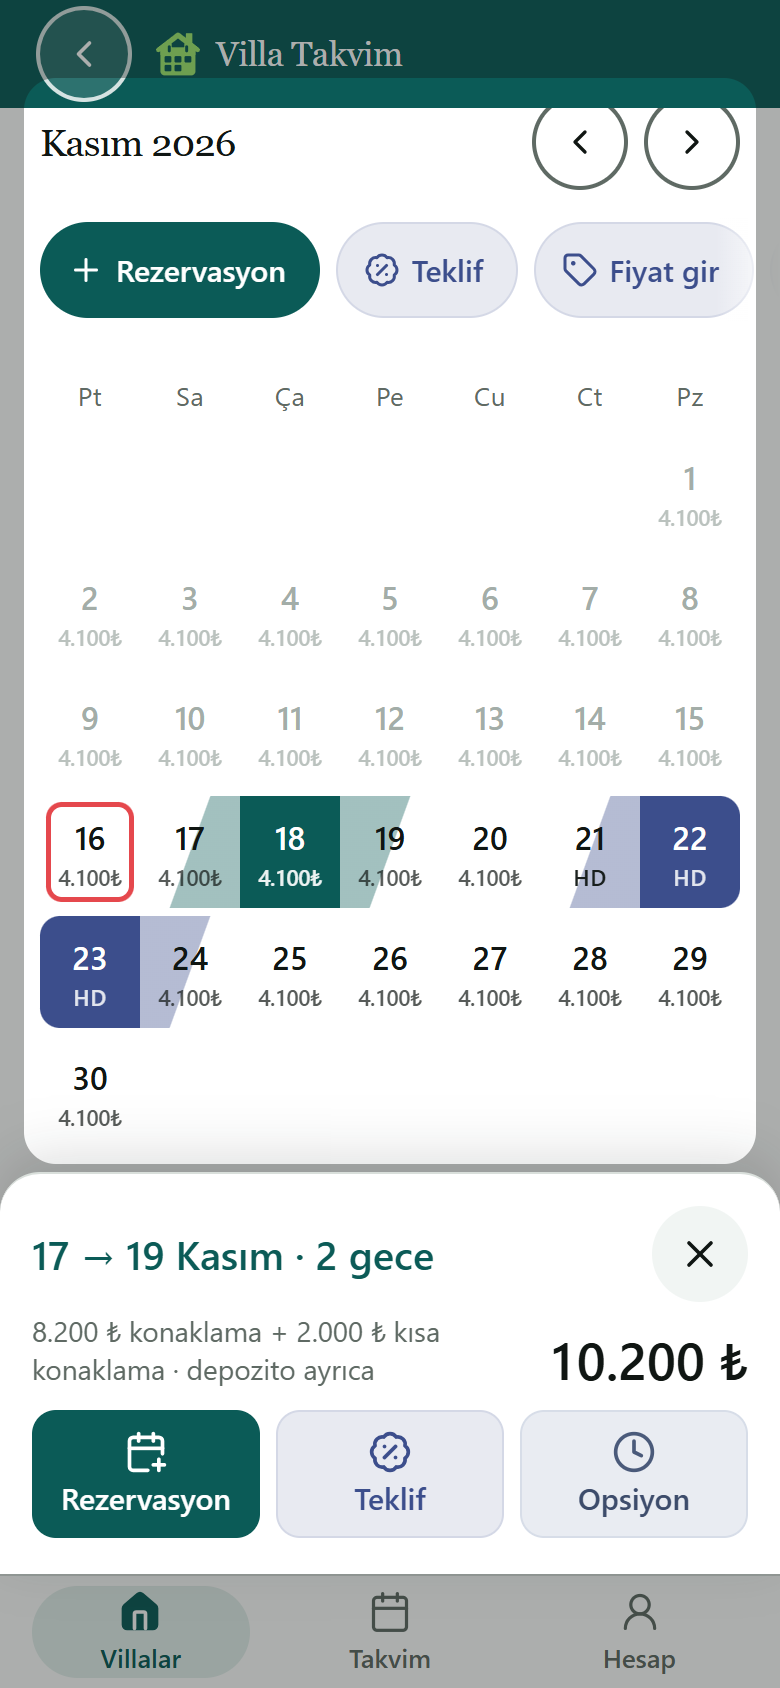 Villa Takvim
Kasım 2026
Rezervasyon
Teklif
Fiyat gir
Pt Sa Ça Pe Cu Ct Pz
1
4.100₺
2 3 4 5 6 7 8
4.100₺ 4.100₺ 4.100₺ 4.100₺ 4.100₺ 4.100₺ 4.100₺
9 10 11 12 13 14 15
4.100₺ 4.100₺ 4.100₺ 4.100₺ 4.100₺ 4.100₺ 4.100₺
16 17 18 19 20 21 22
4.100₺ 4.100₺ 4.100₺ 4.100₺ 4.100₺ HD HD
23 24 25 26 27 28 29
HD 4.100₺ 4.100₺ 4.100₺ 4.100₺ 4.100₺ 4.100₺
30
4.100₺
17 → 19 Kasım · 2 gece
8.200 ₺ konaklama + 2.000 ₺ kısa
konaklama · depozito ayrıca
10.200 ₺
Rezervasyon
Teklif
Opsiyon
Villalar
Takvim
Hesap